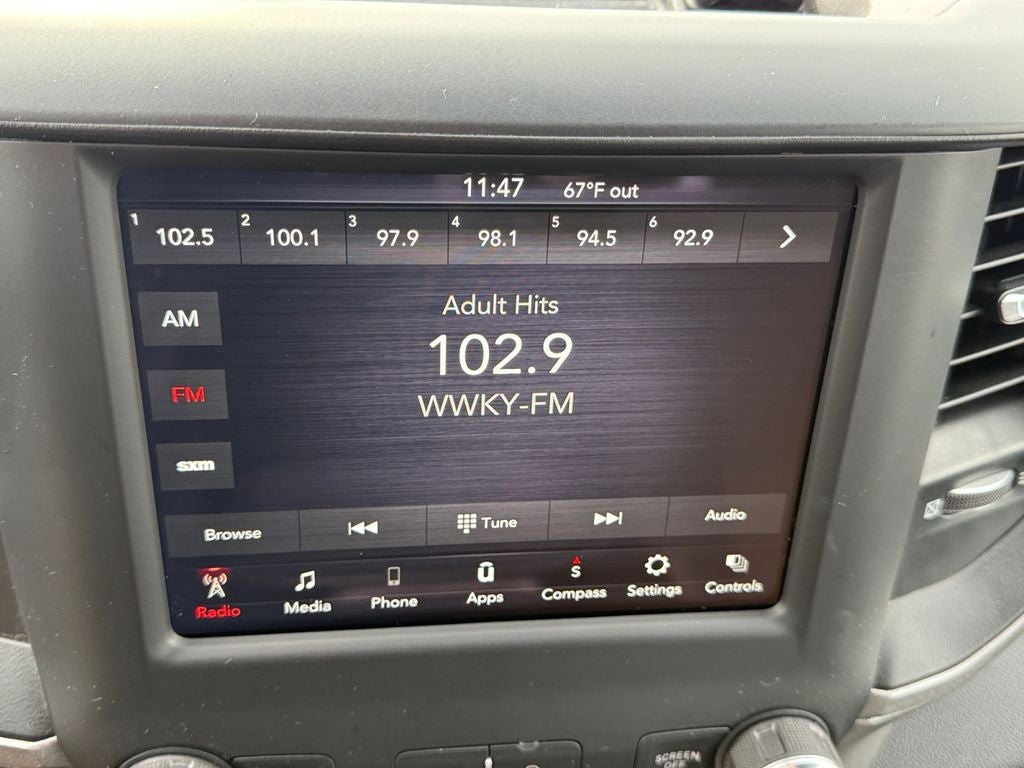 11:47 67°F out
1 102.5 2 100.1 3 97.9 4 98.1 5 94.5 6 92.9
AM
FM
sxm
Adult Hits
102.9
WWKY-FM
Browse Tune Audio
Radio Media Phone Apps S Compass Settings Controls
SCREEN
OFF